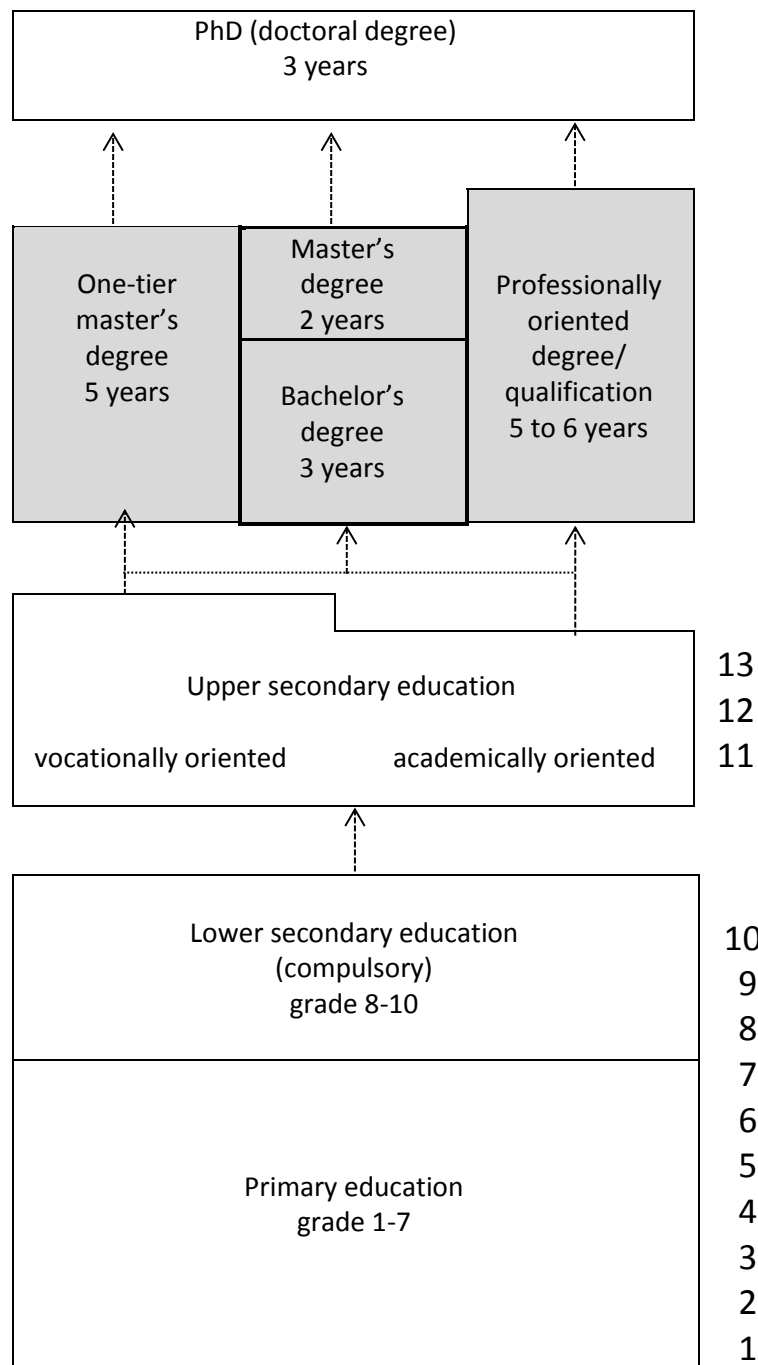 PhD (doctoral degree)
3 years
One-tier
master’s
degree
5 years
Master’s
degree
2 years
Bachelor’s
degree
3 years
Professionally
oriented
degree/
qualification
5 to 6 years
Upper secondary education
vocationally oriented
academically oriented
13
12
11
Lower secondary education
(compulsory)
grade 8-10
Primary education
grade 1-7
10
9
8
7
6
5
4
3
2
1